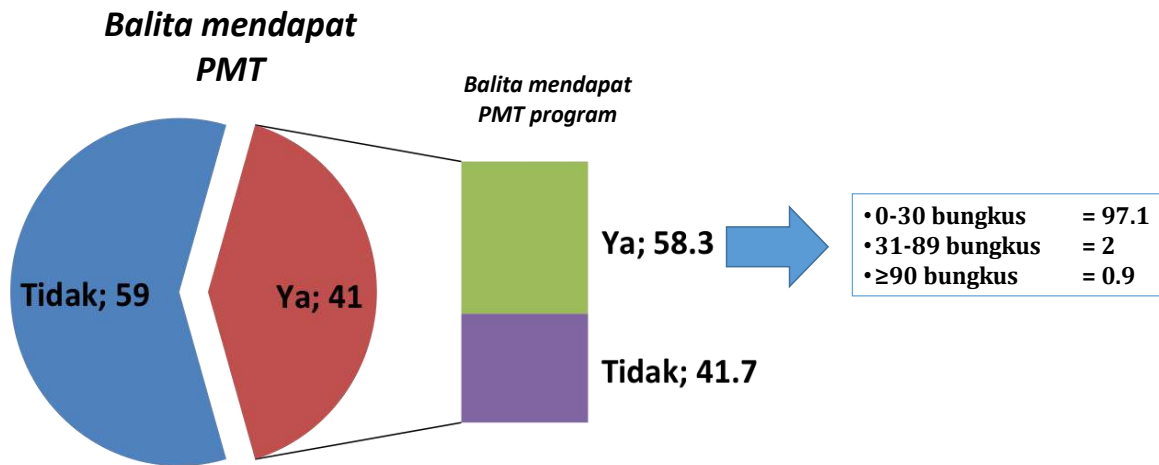 Balita mendapat
PMT
Tidak; 59
Ya; 41
Balita mendapat
PMT program
Ya; 58.3
Tidak; 41.7
•0-30 bungkus = 97.1
•31-89 bungkus = 2
•≥90 bungkus = 0.9